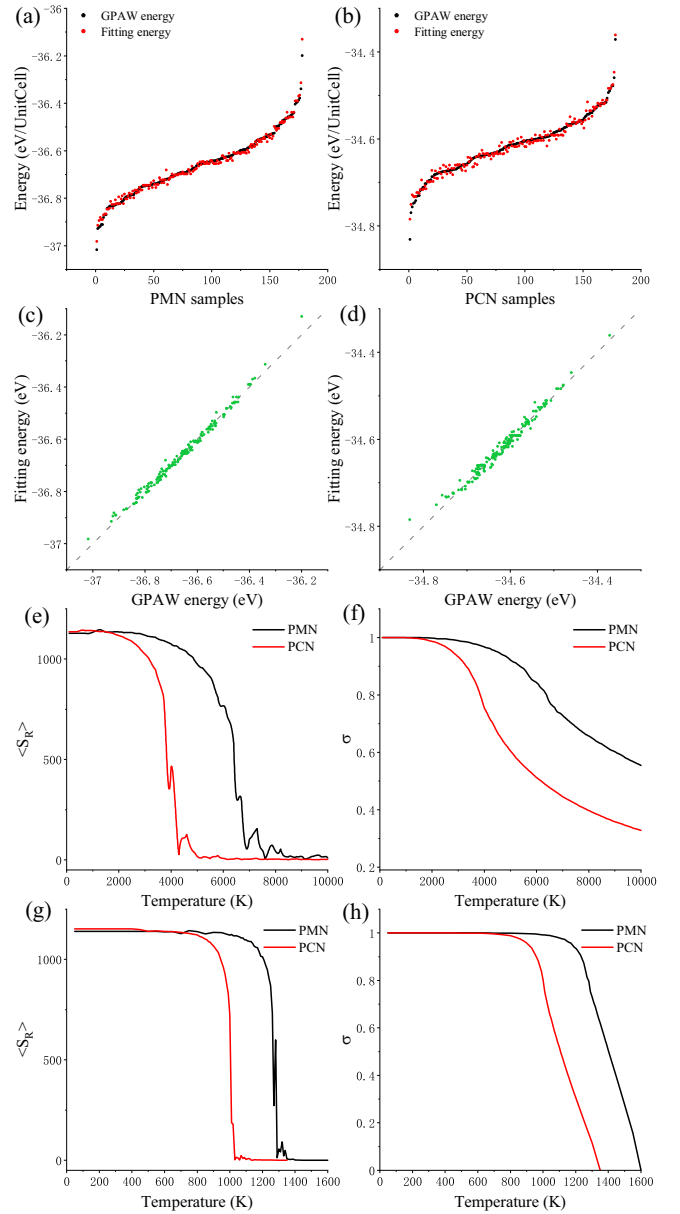 (a)
GPAW energy
Fitting energy
Energy (eV/UnitCell)
-36
-36.2
-36.4
-36.6
-36.8
-37
0 50 100 150 200
PMN samples
(b)
GPAW energy
Fitting energy
Energy (eV/UnitCell)
-34.4
-34.6
-34.8
0 50 100 150 200
PCN samples
(c)
Fitting energy (eV)
-36.2
-36.4
-36.6
-36.8
-37
-37 -36.8 -36.6 -36.4 -36.2
GPAW energy (eV)
(d)
Fitting energy (eV)
-34.4
-34.6
-34.8
-34.8 -34.6 -34.4
GPAW energy (eV)
(e)
PMN
PCN
<S_R>
1000
500
0
0 2000 4000 6000 8000 10000
Temperature (K)
(f)
PMN
PCN
σ
1
0.8
0.6
0.4
0.2
0 2000 4000 6000 8000 10000
Temperature (K)
(g)
PMN
PCN
<S_R>
1000
500
0
0 200 400 600 800 1000 1200 1400 1600
Temperature (K)
(h)
PMN
PCN
σ
1
0.8
0.6
0.4
0.2
0
0 200 400 600 800 1000 1200 1400 1600
Temperature (K)